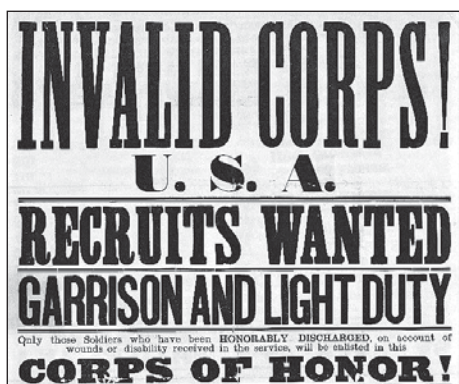 INVALID CORPS!
U. S. A.
RECRUITS WANTED
GARRISON AND LIGHT DUTY
Only those Soldiers who have been HONORABLY DISCHARGED, on account of
wounds or disability received in the service, will be enlisted in this
CORPS OF HONOR!